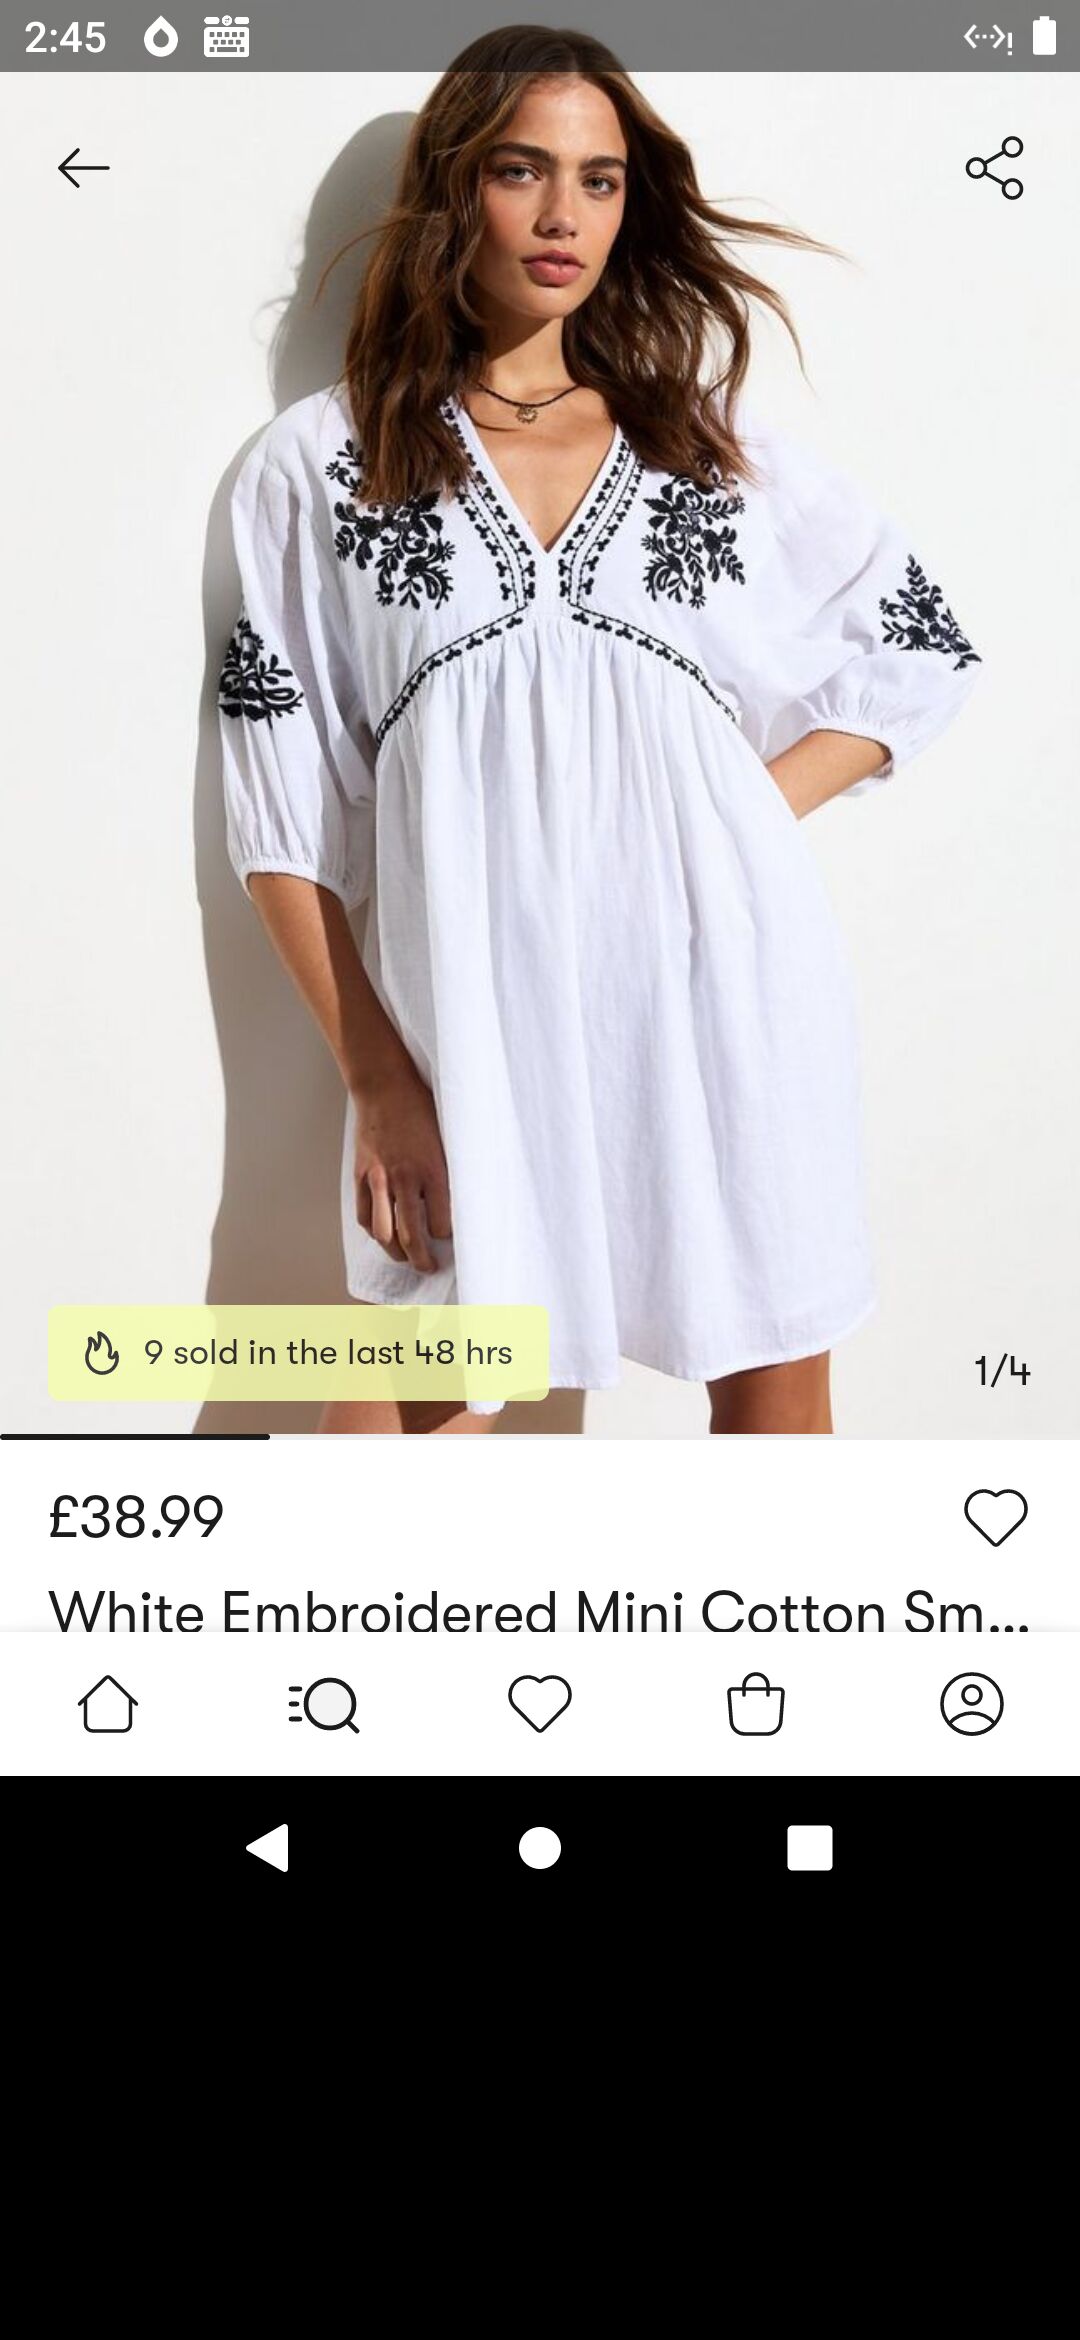 2:45
9 sold in the last 48 hrs
1/4
£38.99
White Embroidered Mini Cotton Sm...